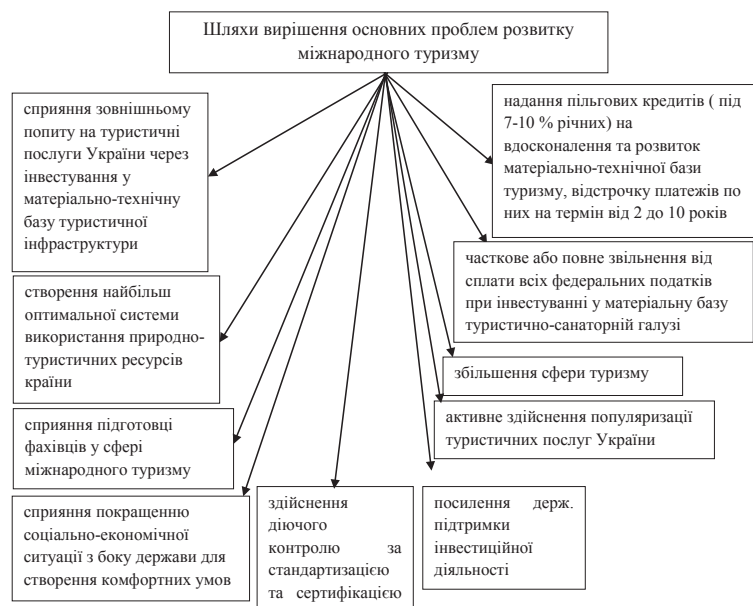 Шляхи вирішення основних проблем розвитку
міжнародного туризму
сприяння зовнішньому
попиту на туристичні
послуги України через
інвестування у
матеріально-технічну
базу туристичної
інфраструктури
надання пільгових кредитів ( під
7-10 % річних) на
вдосконалення та розвиток
матеріально-технічної бази
туризму, відстрочку платежів по
них на термін від 2 до 10 років
часткове або повне звільнення від
сплати всіх федеральних податків
при інвестуванні у матеріальну базу
туристично-санаторній галузі
створення найбільш
оптимальної системи
використання природно-
туристичних ресурсів
країни
збільшення сфери туризму
активне здійснення популяризації
туристичних послуг України
сприяння підготовці
фахівців у сфері
міжнародного туризму
сприяння покращенню
соціально-економічної
ситуації з боку держави для
створення комфортних умов
здійснення
діючого
контролю за
стандартизацією
та сертифікацією
посилення держ.
підтримки
інвестиційної
діяльності